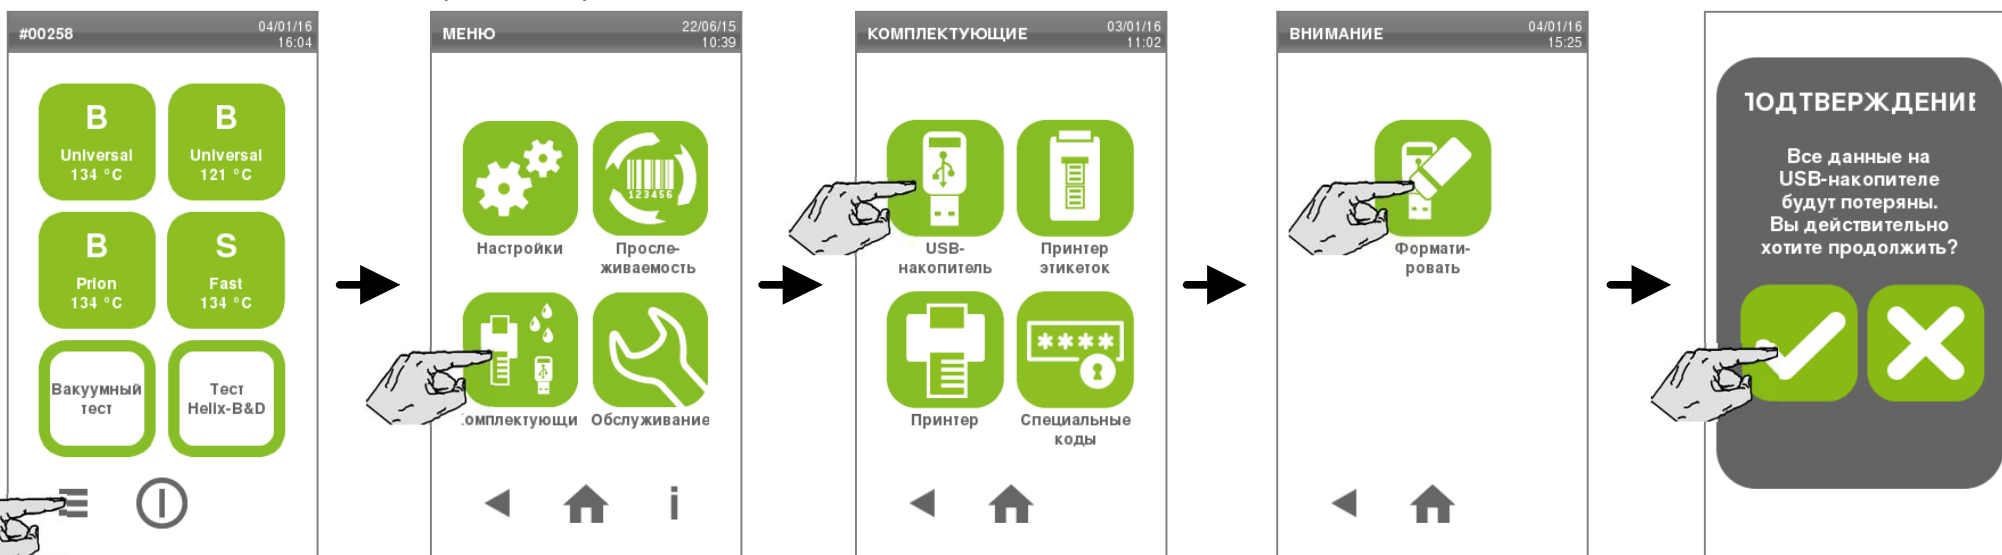 #00258
04/01/16
16:04
B
Universal
134 °C
B
Universal
121 °C
B
Prion
134 °C
S
Fast
134 °C
Вакуумный
тест
Тест
Helix-B&D
МЕНЮ
22/06/15
10:39
123456
Настройки
Просле-
живаемость
омплектующи
Обслуживание
i
КОМПЛЕКТУЮЩИЕ
03/01/16
11:02
USB-
накопитель
Принтер
этикеток
****
Принтер
Специальные
коды
ВНИМАНИЕ
04/01/16
15:25
Формати-
ровать
ПОДТВЕРЖДЕНИЕ
Все данные на
USB-накопителе
будут потеряны.
Вы действительно
хотите продолжить?